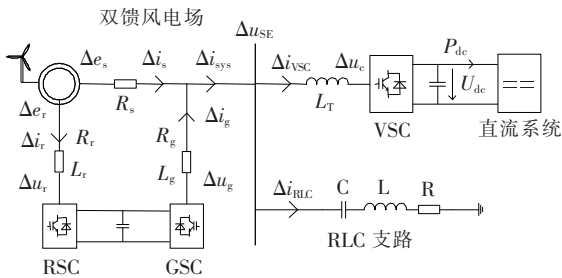 双馈风电场
Δu_SE
Δe_s
Δi_s
Δi_sys
Δi_VSC
Δu_c
P_dc
R_s
L_T
U_dc
VSC
直流系统
Δe_r
Δi_r
R_r
L_r
Δu_r
Δi_g
R_g
L_g
Δu_g
RSC
GSC
Δi_RLC
C
L
R
RLC 支路